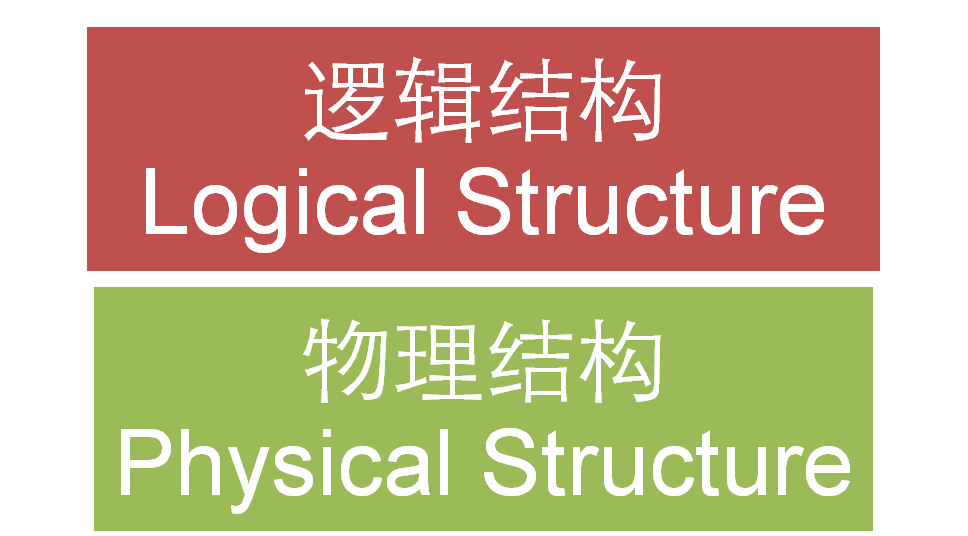 逻辑结构
Logical Structure
物理结构
Physical Structure